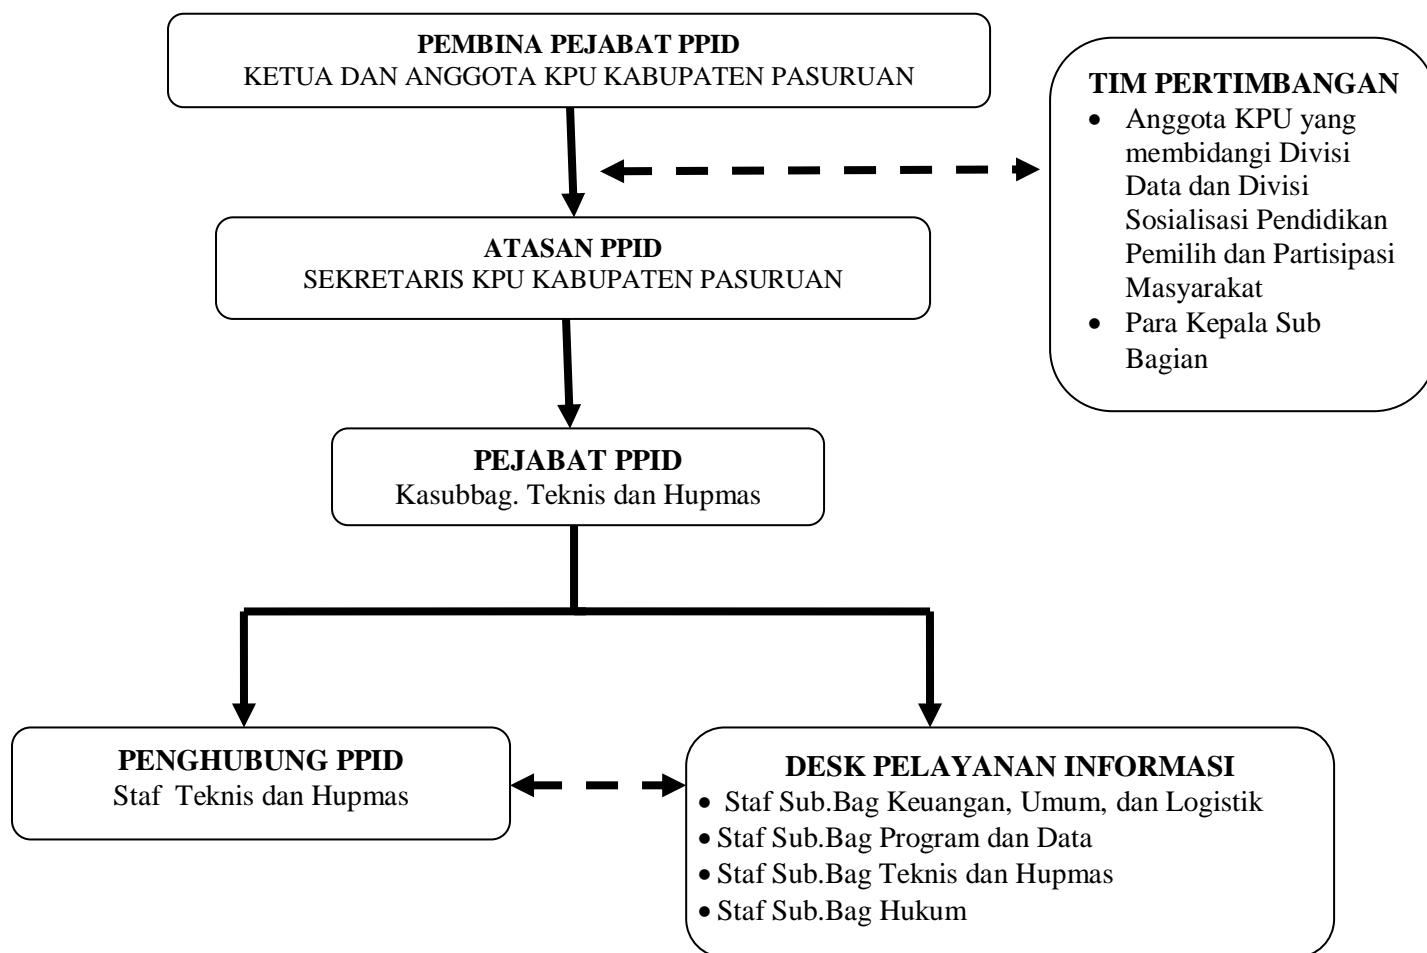 PEMBINA PEJABAT PPID
KETUA DAN ANGGOTA KPU KABUPATEN PASURUAN
TIM PERTIMBANGAN
• Anggota KPU yang
membidangi Divisi
Data dan Divisi
Sosialisasi Pendidikan
Pemilih dan Partisipasi
Masyarakat
• Para Kepala Sub
Bagian
ATASAN PPID
SEKRETARIS KPU KABUPATEN PASURUAN
PEJABAT PPID
Kasubbag. Teknis dan Hupmas
PENGHUBUNG PPID
Staf Teknis dan Hupmas
DESK PELAYANAN INFORMASI
• Staf Sub.Bag Keuangan, Umum, dan Logistik
• Staf Sub.Bag Program dan Data
• Staf Sub.Bag Teknis dan Hupmas
• Staf Sub.Bag Hukum